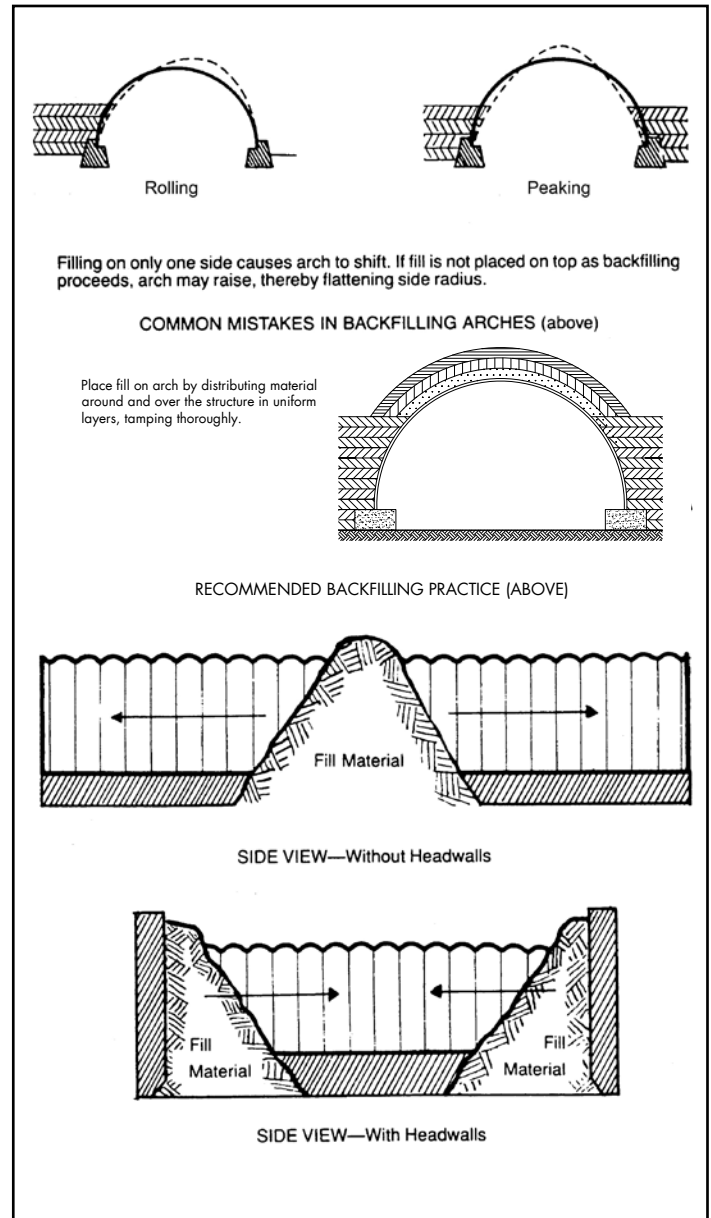 Rolling
Peaking
Filling on only one side causes arch to shift. If fill is not placed on top as backfilling
proceeds, arch may raise, thereby flattening side radius.
COMMON MISTAKES IN BACKFILLING ARCHES (above)
Place fill on arch by distributing material
around and over the structure in uniform
layers, tamping thoroughly.
RECOMMENDED BACKFILLING PRACTICE (ABOVE)
Fill Material
SIDE VIEW—Without Headwalls
Fill
Material
Fill
Material
SIDE VIEW—With Headwalls